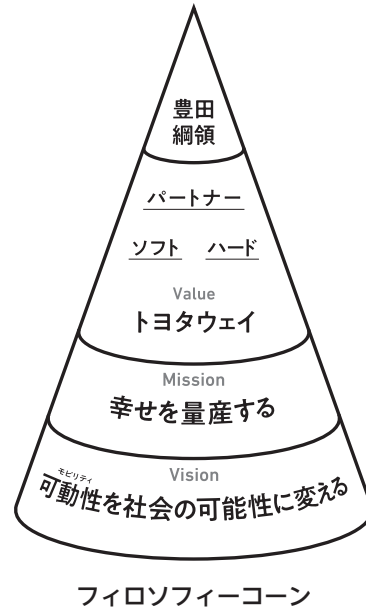 豊田
綱領
パートナー
ソフト ハード
Value
トヨタウェイ
Mission
幸せを量産する
Vision
モビリティ
可動性を社会の可能性に変える
フィロソフィーコーン